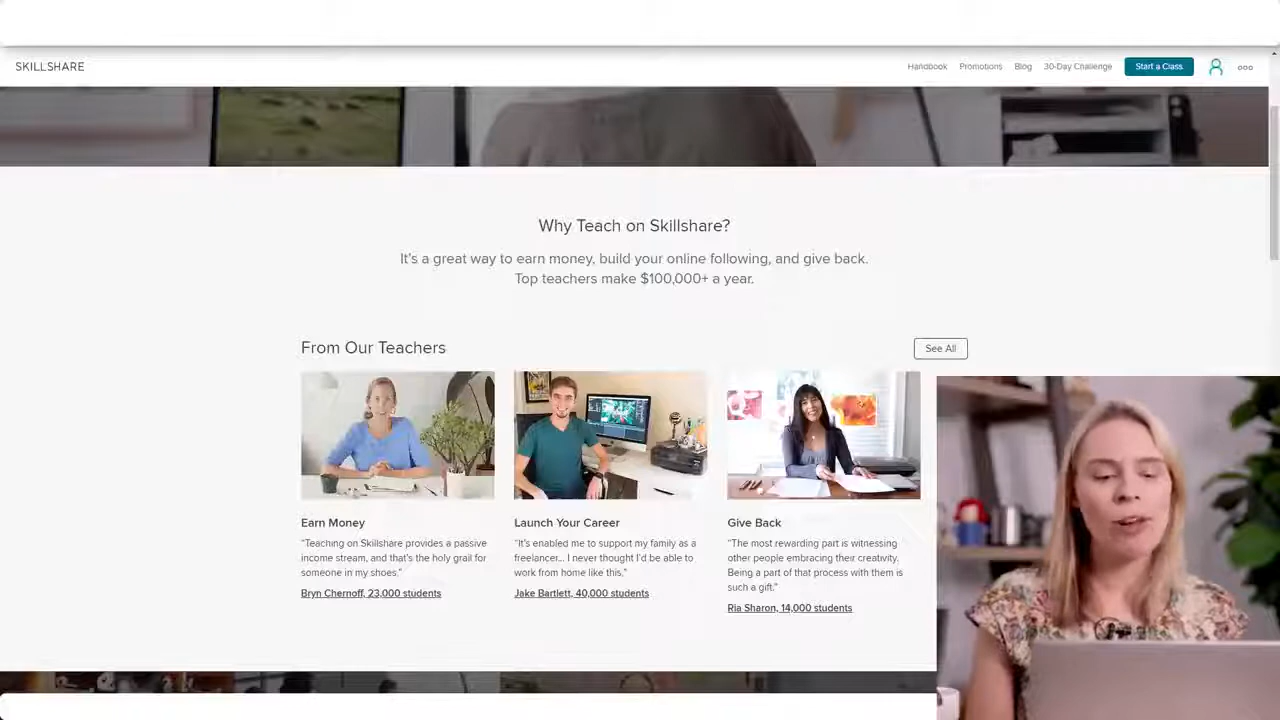 SKILLSHARE
Handbook Promotions Blog 30-Day Challenge Start a Class
Why Teach on Skillshare?
It's a great way to earn money, build your online following, and give back.
Top teachers make $100,000+ a year.
From Our Teachers
See All
Earn Money
“Teaching on Skillshare provides a passive
income stream, and that's the holy grail for
someone in my shoes.”
Bryn Chernoff, 23,000 students
Launch Your Career
“It's enabled me to support my family as a
freelancer... I never thought I'd be able to
work from home like this.”
Jake Bartlett, 40,000 students
Give Back
“The most rewarding part is witnessing
other people embracing their creativity.
Being a part of that process with them is
such a gift.”
Ria Sharon, 14,000 students